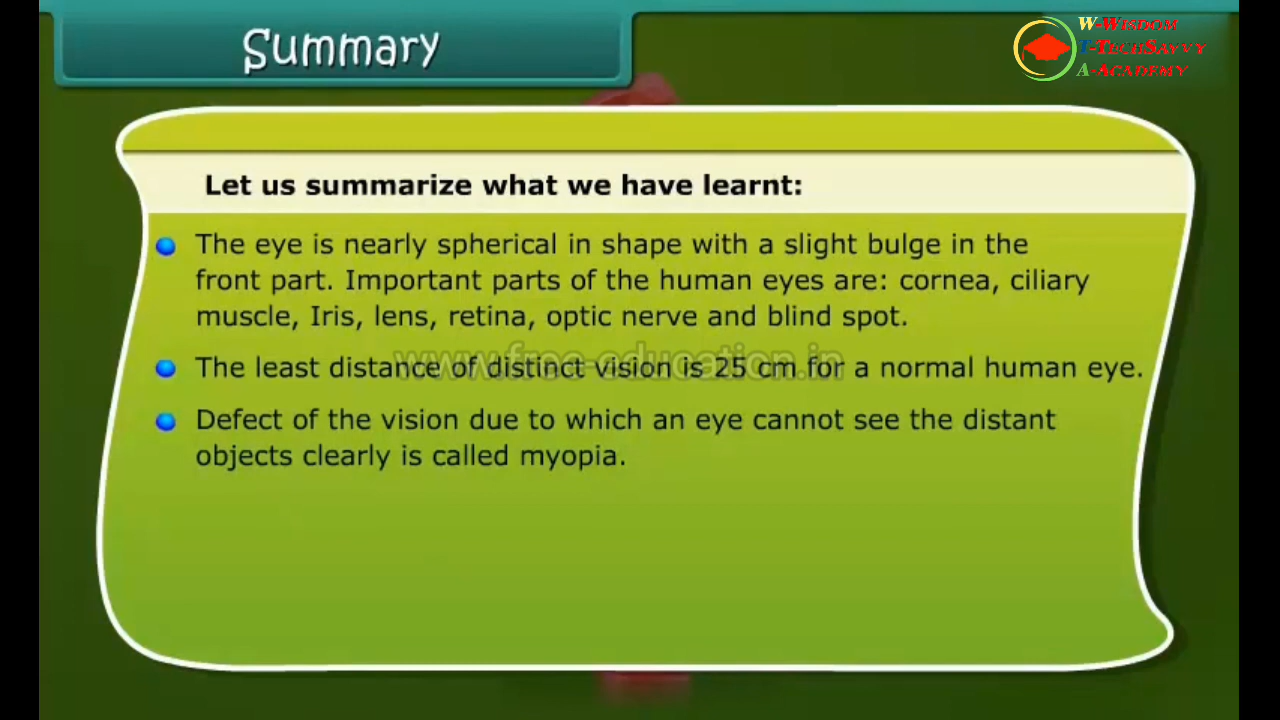 Summary
W-Wisdom
T-TechSavvy
A-Academy
Let us summarize what we have learnt:
The eye is nearly spherical in shape with a slight bulge in the
front part. Important parts of the human eyes are: cornea, ciliary
muscle, Iris, lens, retina, optic nerve and blind spot.
www.free-education.in
The least distance of distinct vision is 25 cm for a normal human eye.
Defect of the vision due to which an eye cannot see the distant
objects clearly is called myopia.